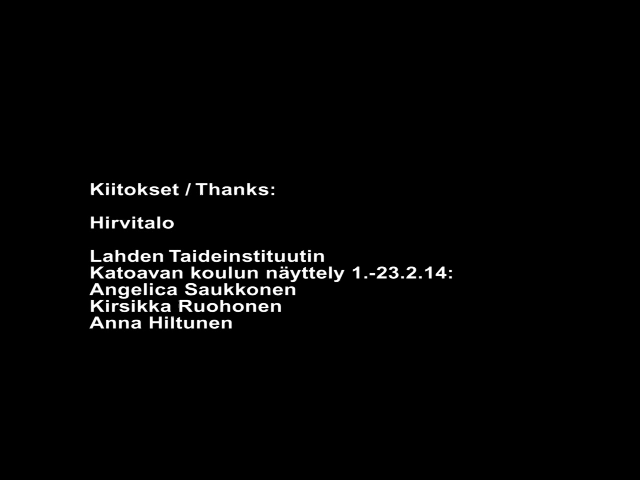 Kiitokset / Thanks:
Hirvitalo
Lahden Taideinstituutin
Katoavan koulun näyttely 1.-23.2.14:
Angelica Saukkonen
Kirsikka Ruohonen
Anna Hiltunen